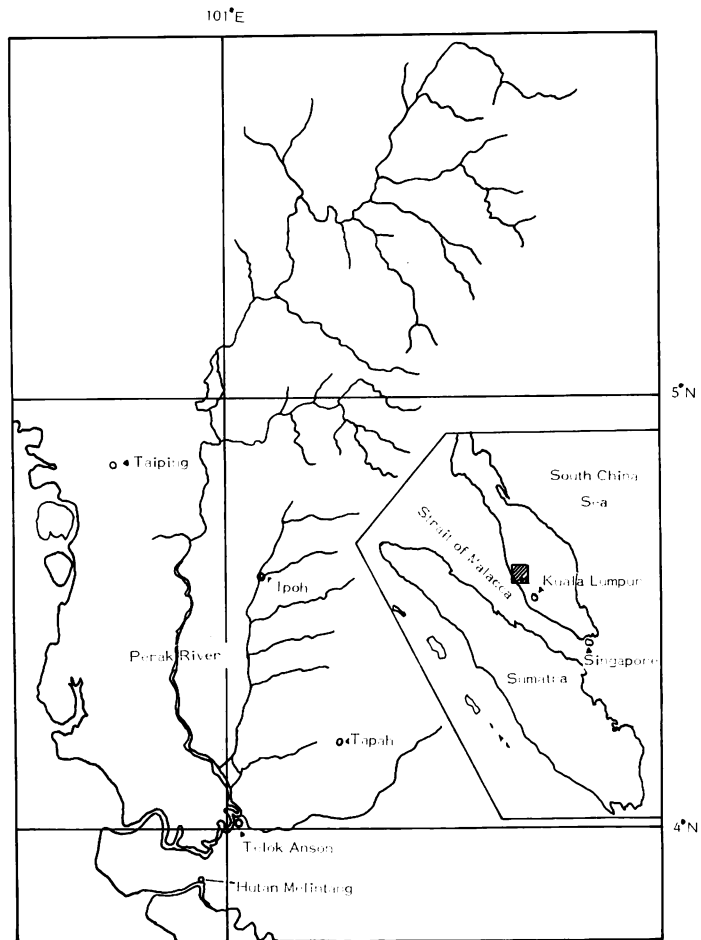 101°E
5°N
Taiping
South China
Sea
Strait of Malacca
Ipoh
Kuala Lumpur
Perak River
Singapore
Sumatra
Tapah
4°N
Telok Anson
Hutan Melintang